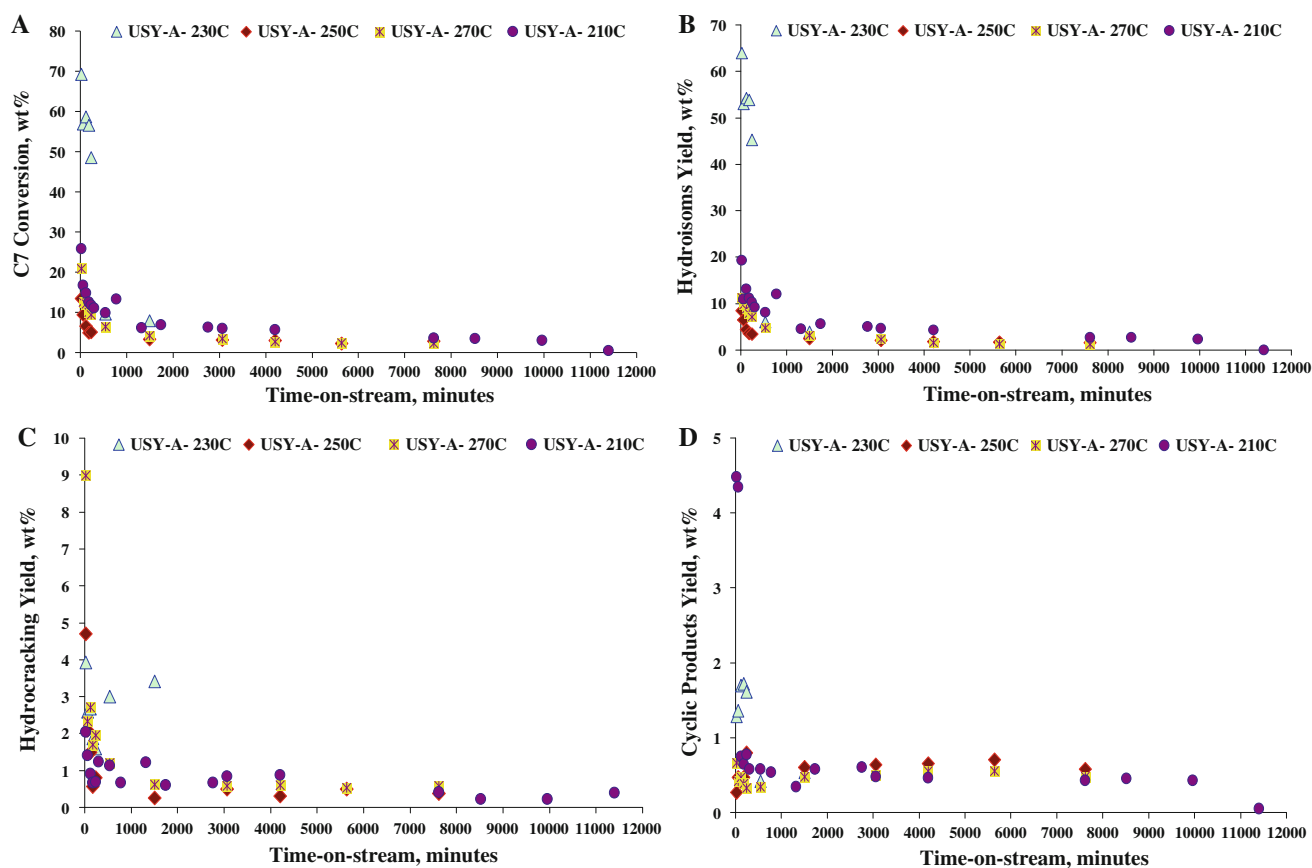 A
USY-A- 230C USY-A- 250C USY-A- 270C USY-A- 210C
C7 Conversion, wt%
80
70
60
50
40
30
20
10
0
0 1000 2000 3000 4000 5000 6000 7000 8000 9000 10000 11000 12000
Time-on-stream, minutes
B
USY-A- 230C USY-A- 250C USY-A- 270C USY-A- 210C
Hydroisoms Yield, wt%
70
60
50
40
30
20
10
0
0 1000 2000 3000 4000 5000 6000 7000 8000 9000 10000 11000 12000
Time-on-stream, minutes
C
USY-A- 230C USY-A- 250C USY-A- 270C USY-A- 210C
Hydrocracking Yield, wt%
10
9
8
7
6
5
4
3
2
1
0
0 1000 2000 3000 4000 5000 6000 7000 8000 9000 10000 11000 12000
Time-on-stream, minutes
D
USY-A- 230C USY-A- 250C USY-A- 270C USY-A- 210C
Cyclic Products Yield, wt%
5
4
3
2
1
0
0 1000 2000 3000 4000 5000 6000 7000 8000 9000 10000 11000 12000
Time-on-stream, minutes